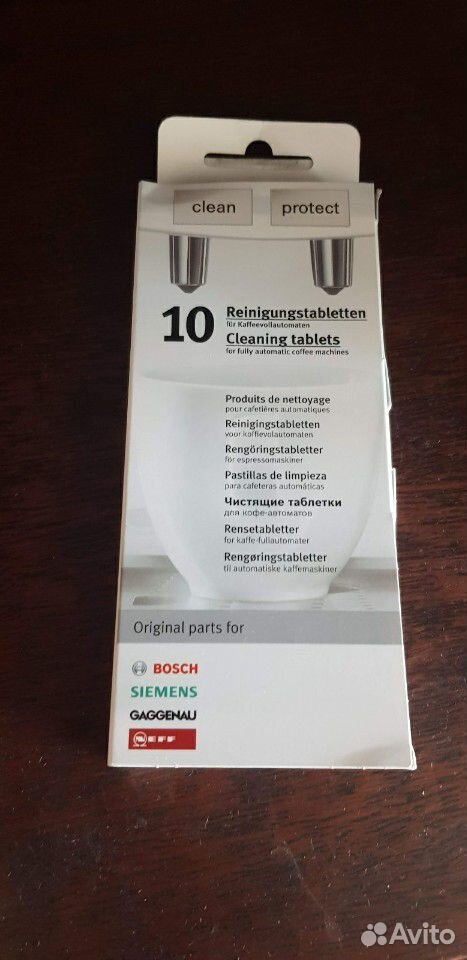 clean protect
10
Reinigungstabletten
für Kaffeevollautomaten
Cleaning tablets
for fully automatic coffee machines
Produits de nettoyage
pour cafetières automatiques
Reinigingstabletten
voor koffievolautomaten
Rengöringstabletter
för espressomaskiner
Pastillas de limpieza
para cafeteras automáticas
Чистящие таблетки
для кофе-автоматов
Rensetabletter
for kaffe-fullautomater
Rengøringstabletter
til automatiske kaffemaskiner
Original parts for
BOSCH
SIEMENS
GAGGENAU
NEFF
Avito